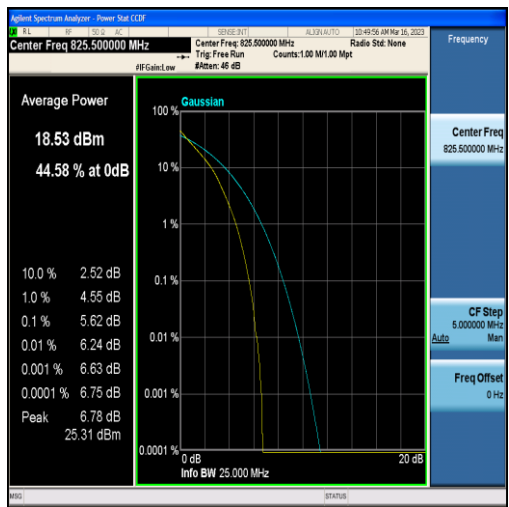 Agilent Spectrum Analyzer - Power Stat CCDF
RL RF 50 Ω AC SENSE:INT ALIGN AUTO 10:49:56 AM Mar 16, 2023
Center Freq 825.500000 MHz
Center Freq: 825.500000 MHz Radio Std: None
Trig: Free Run Counts:1.00 M/1.00 Mpt
#IFGain:Low #Atten: 46 dB
Frequency
Average Power
18.53 dBm
44.58 % at 0dB
10.0 % 2.52 dB
1.0 % 4.55 dB
0.1 % 5.62 dB
0.01 % 6.24 dB
0.001 % 6.63 dB
0.0001 % 6.75 dB
Peak 6.78 dB
25.31 dBm
Gaussian
100 %
10 %
1 %
0.1 %
0.01 %
0.001 %
0.0001 %
0 dB 20 dB
Info BW 25.000 MHz
Center Freq
825.500000 MHz
CF Step
5.000000 MHz
Auto Man
Freq Offset
0 Hz
MSG STATUS